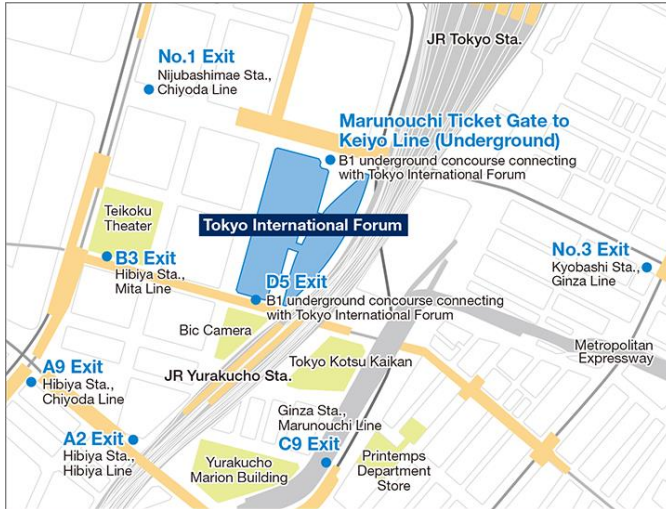 JR Tokyo Sta.
No.1 Exit
Nijubashimae Sta.,
Chiyoda Line
Marunouchi Ticket Gate to
Keiyo Line (Underground)
B1 underground concourse connecting
with Tokyo International Forum
Teikoku
Theater
Tokyo International Forum
B3 Exit
Hibiya Sta.,
Mita Line
No.3 Exit
Kyobashi Sta.,
Ginza Line
D5 Exit
B1 underground concourse connecting
with Tokyo International Forum
Bic Camera
Metropolitan
Expressway
Tokyo Kotsu Kaikan
JR Yurakucho Sta.
A9 Exit
Hibiya Sta.,
Chiyoda Line
Ginza Sta.,
Marunouchi Line
C9 Exit
A2 Exit
Hibiya Sta.,
Hibiya Line
Yurakucho
Marion Building
Printemps
Department
Store